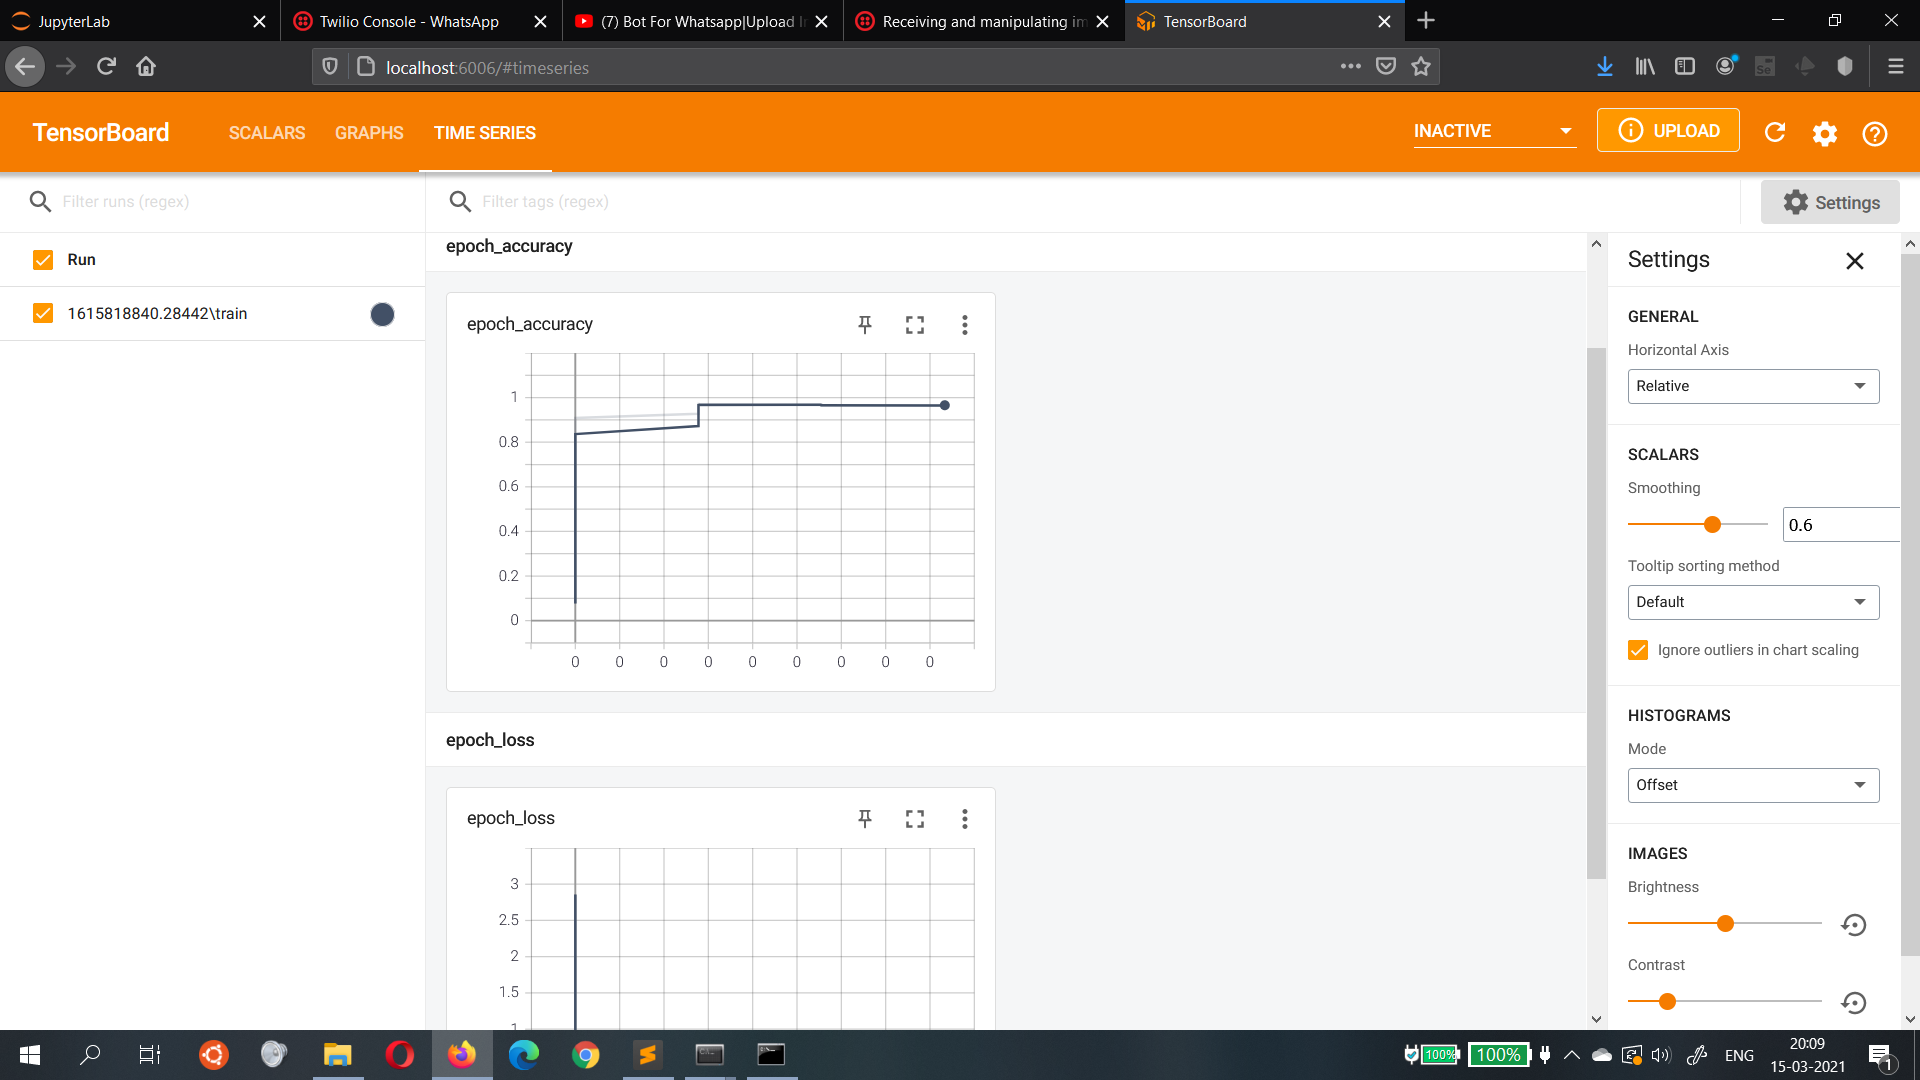 JupyterLab
Twilio Console - WhatsApp
(7) Bot For Whatsapp|Upload I
Receiving and manipulating im
TensorBoard
localhost:6006/#timeseries
TensorBoard
SCALARS
GRAPHS
TIME SERIES
INACTIVE
UPLOAD
Filter runs (regex)
Filter tags (regex)
Settings
Run
1615818840.28442\train
epoch_accuracy
epoch_accuracy
1
0.8
0.6
0.4
0.2
0
0 0 0 0 0 0 0 0 0
epoch_loss
epoch_loss
3
2.5
2
1.5
1
Settings
GENERAL
Horizontal Axis
Relative
SCALARS
Smoothing
0.6
Tooltip sorting method
Default
Ignore outliers in chart scaling
HISTOGRAMS
Mode
Offset
IMAGES
Brightness
Contrast
100%
100%
ENG
20:09
15-03-2021
1